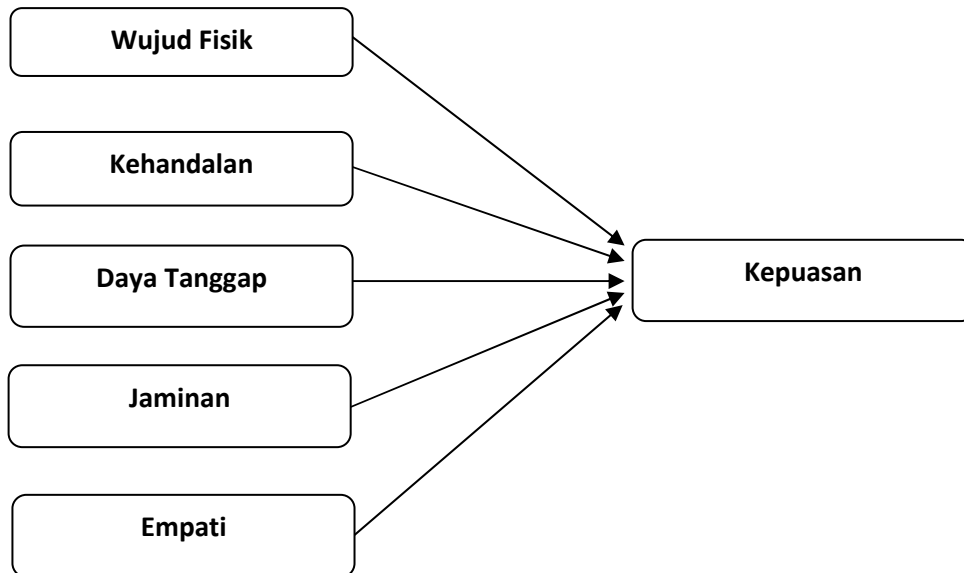 Wujud Fisik
Kehandalan
Daya Tanggap
Kepuasan
Jaminan
Empati